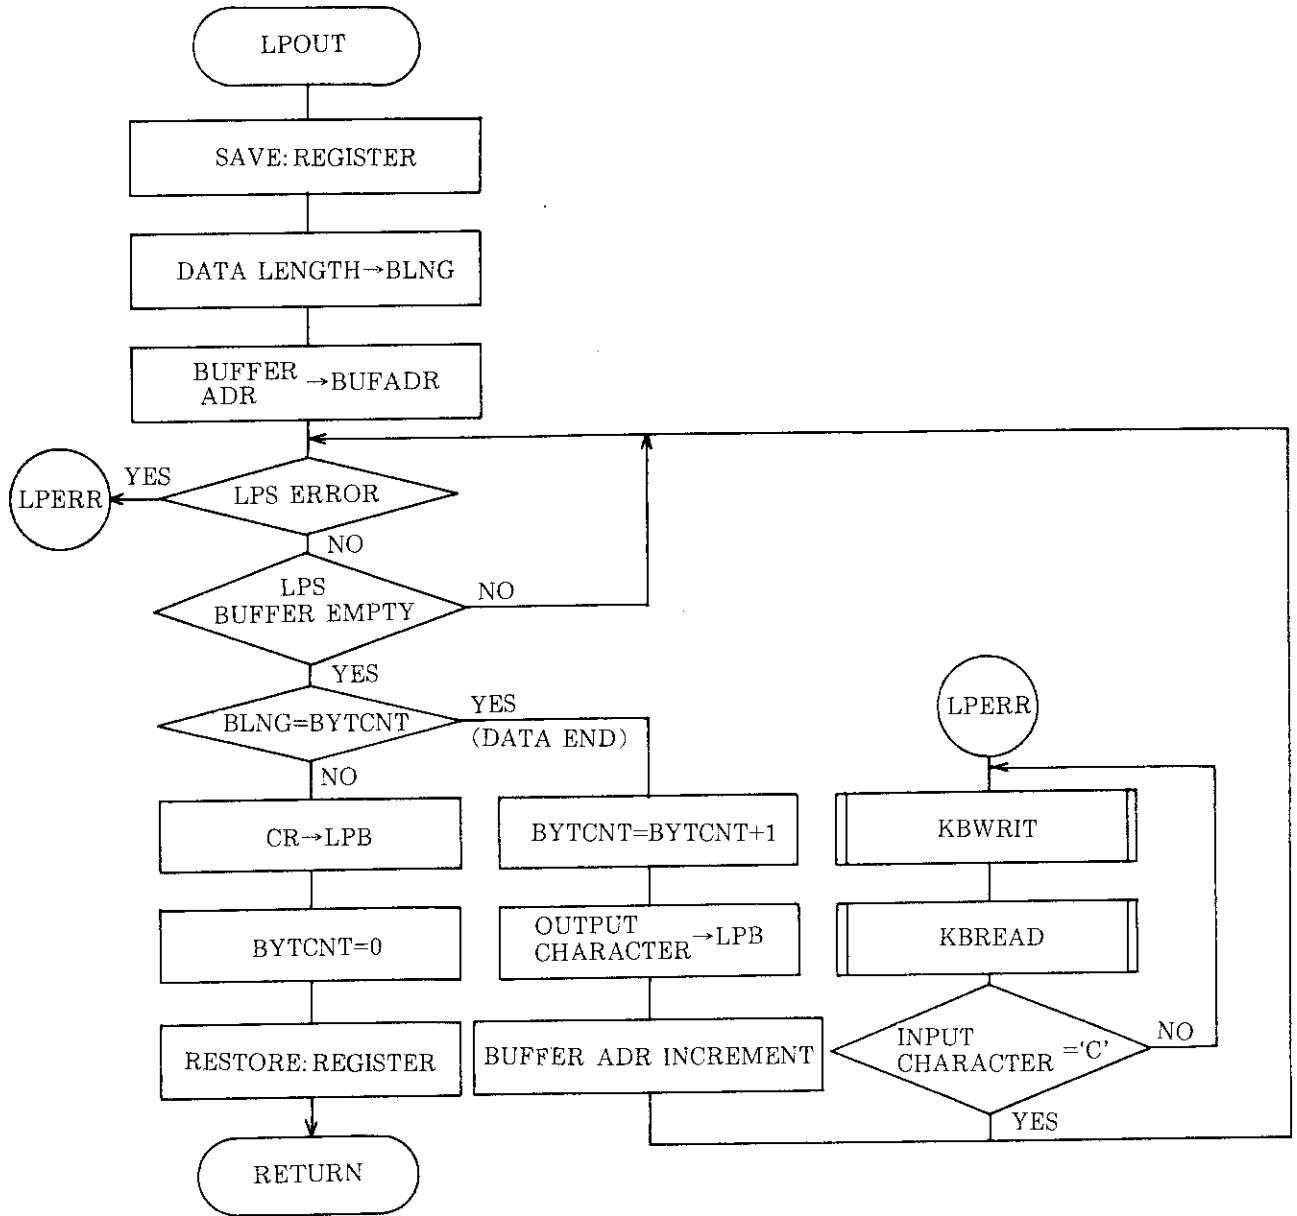 LPOUT
SAVE:REGISTER
DATA LENGTH→BLNG
BUFFER
ADR →BUFADR
YES
LPERR
LPS ERROR
NO
LPS
BUFFER EMPTY
NO
YES
BLNG=BYTCNT
YES
(DATA END)
NO
CR→LPB
BYTCNT=0
RESTORE:REGISTER
RETURN
BYTCNT=BYTCNT+1
OUTPUT
CHARACTER→LPB
BUFFER ADR INCREMENT
LPERR
KBWRIT
KBREAD
INPUT
CHARACTER ='C'
NO
YES